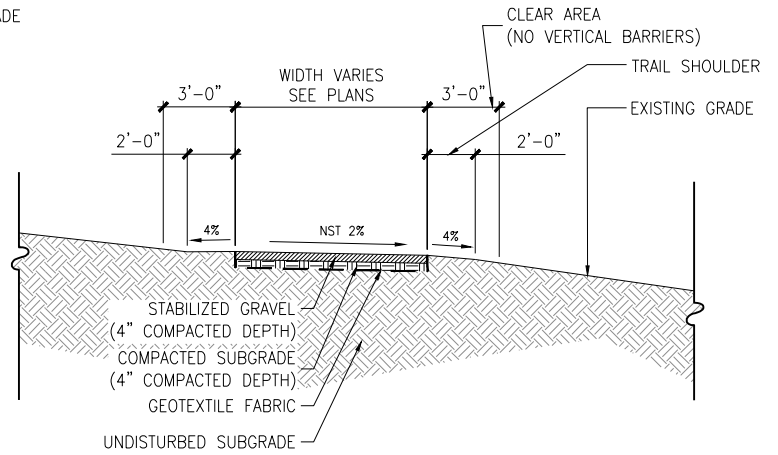 ADE
CLEAR AREA
(NO VERTICAL BARRIERS)
TRAIL SHOULDER
WIDTH VARIES
SEE PLANS
3'-0"
3'-0"
EXISTING GRADE
2'-0"
2'-0"
4%
NST 2%
4%
STABILIZED GRAVEL
(4" COMPACTED DEPTH)
COMPACTED SUBGRADE
(4" COMPACTED DEPTH)
GEOTEXTILE FABRIC
UNDISTURBED SUBGRADE